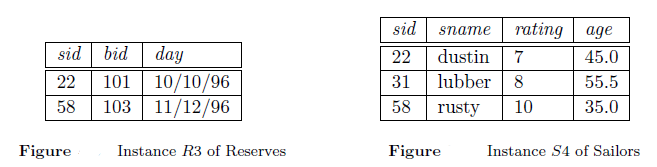 sid bid day
22 101 10/10/96
58 103 11/12/96
Figure Instance R3 of Reserves
sid sname rating age
22 dustin 7 45.0
31 lubber 8 55.5
58 rusty 10 35.0
Figure Instance S4 of Sailors